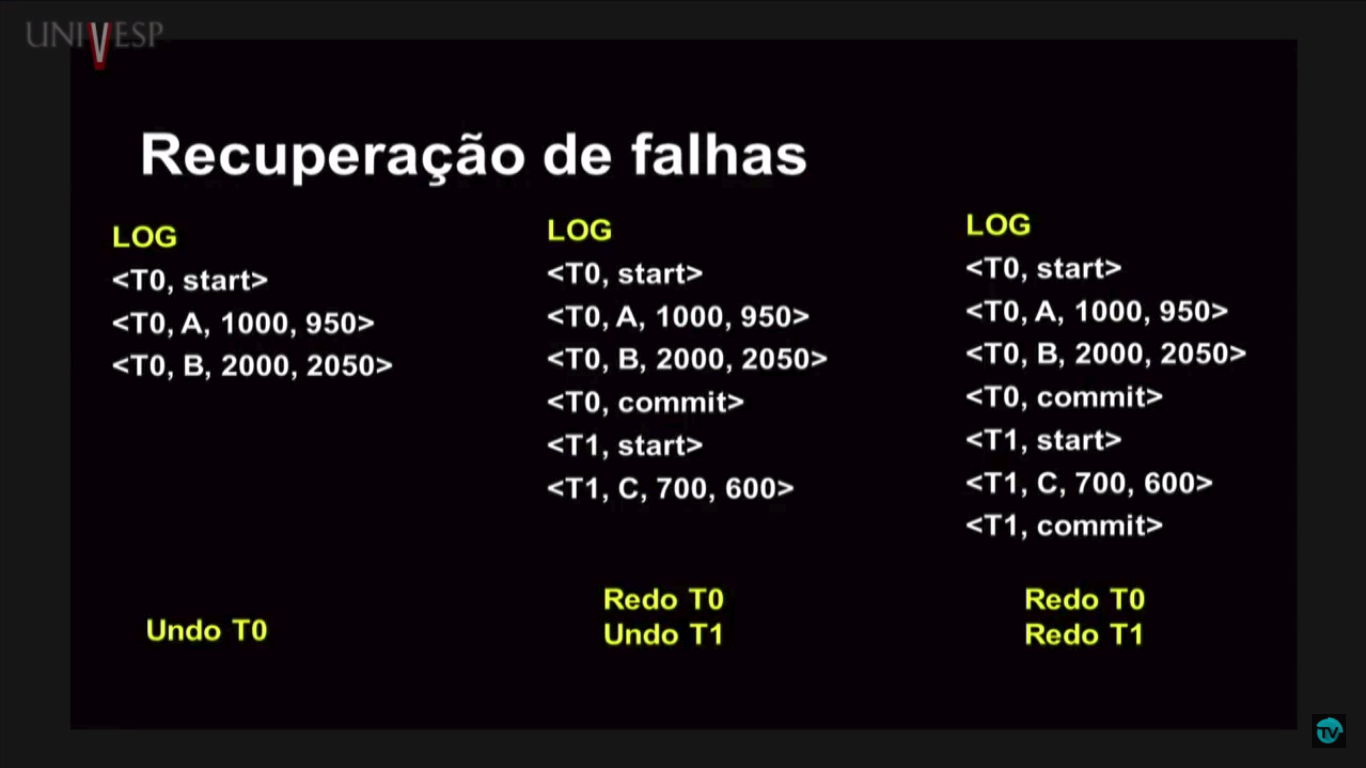 UNIVESP
Recuperação de falhas
LOG
<T0, start>
<T0, A, 1000, 950>
<T0, B, 2000, 2050>
Undo T0
LOG
<T0, start>
<T0, A, 1000, 950>
<T0, B, 2000, 2050>
<T0, commit>
<T1, start>
<T1, C, 700, 600>
Redo T0
Undo T1
LOG
<T0, start>
<T0, A, 1000, 950>
<T0, B, 2000, 2050>
<T0, commit>
<T1, start>
<T1, C, 700, 600>
<T1, commit>
Redo T0
Redo T1
TV